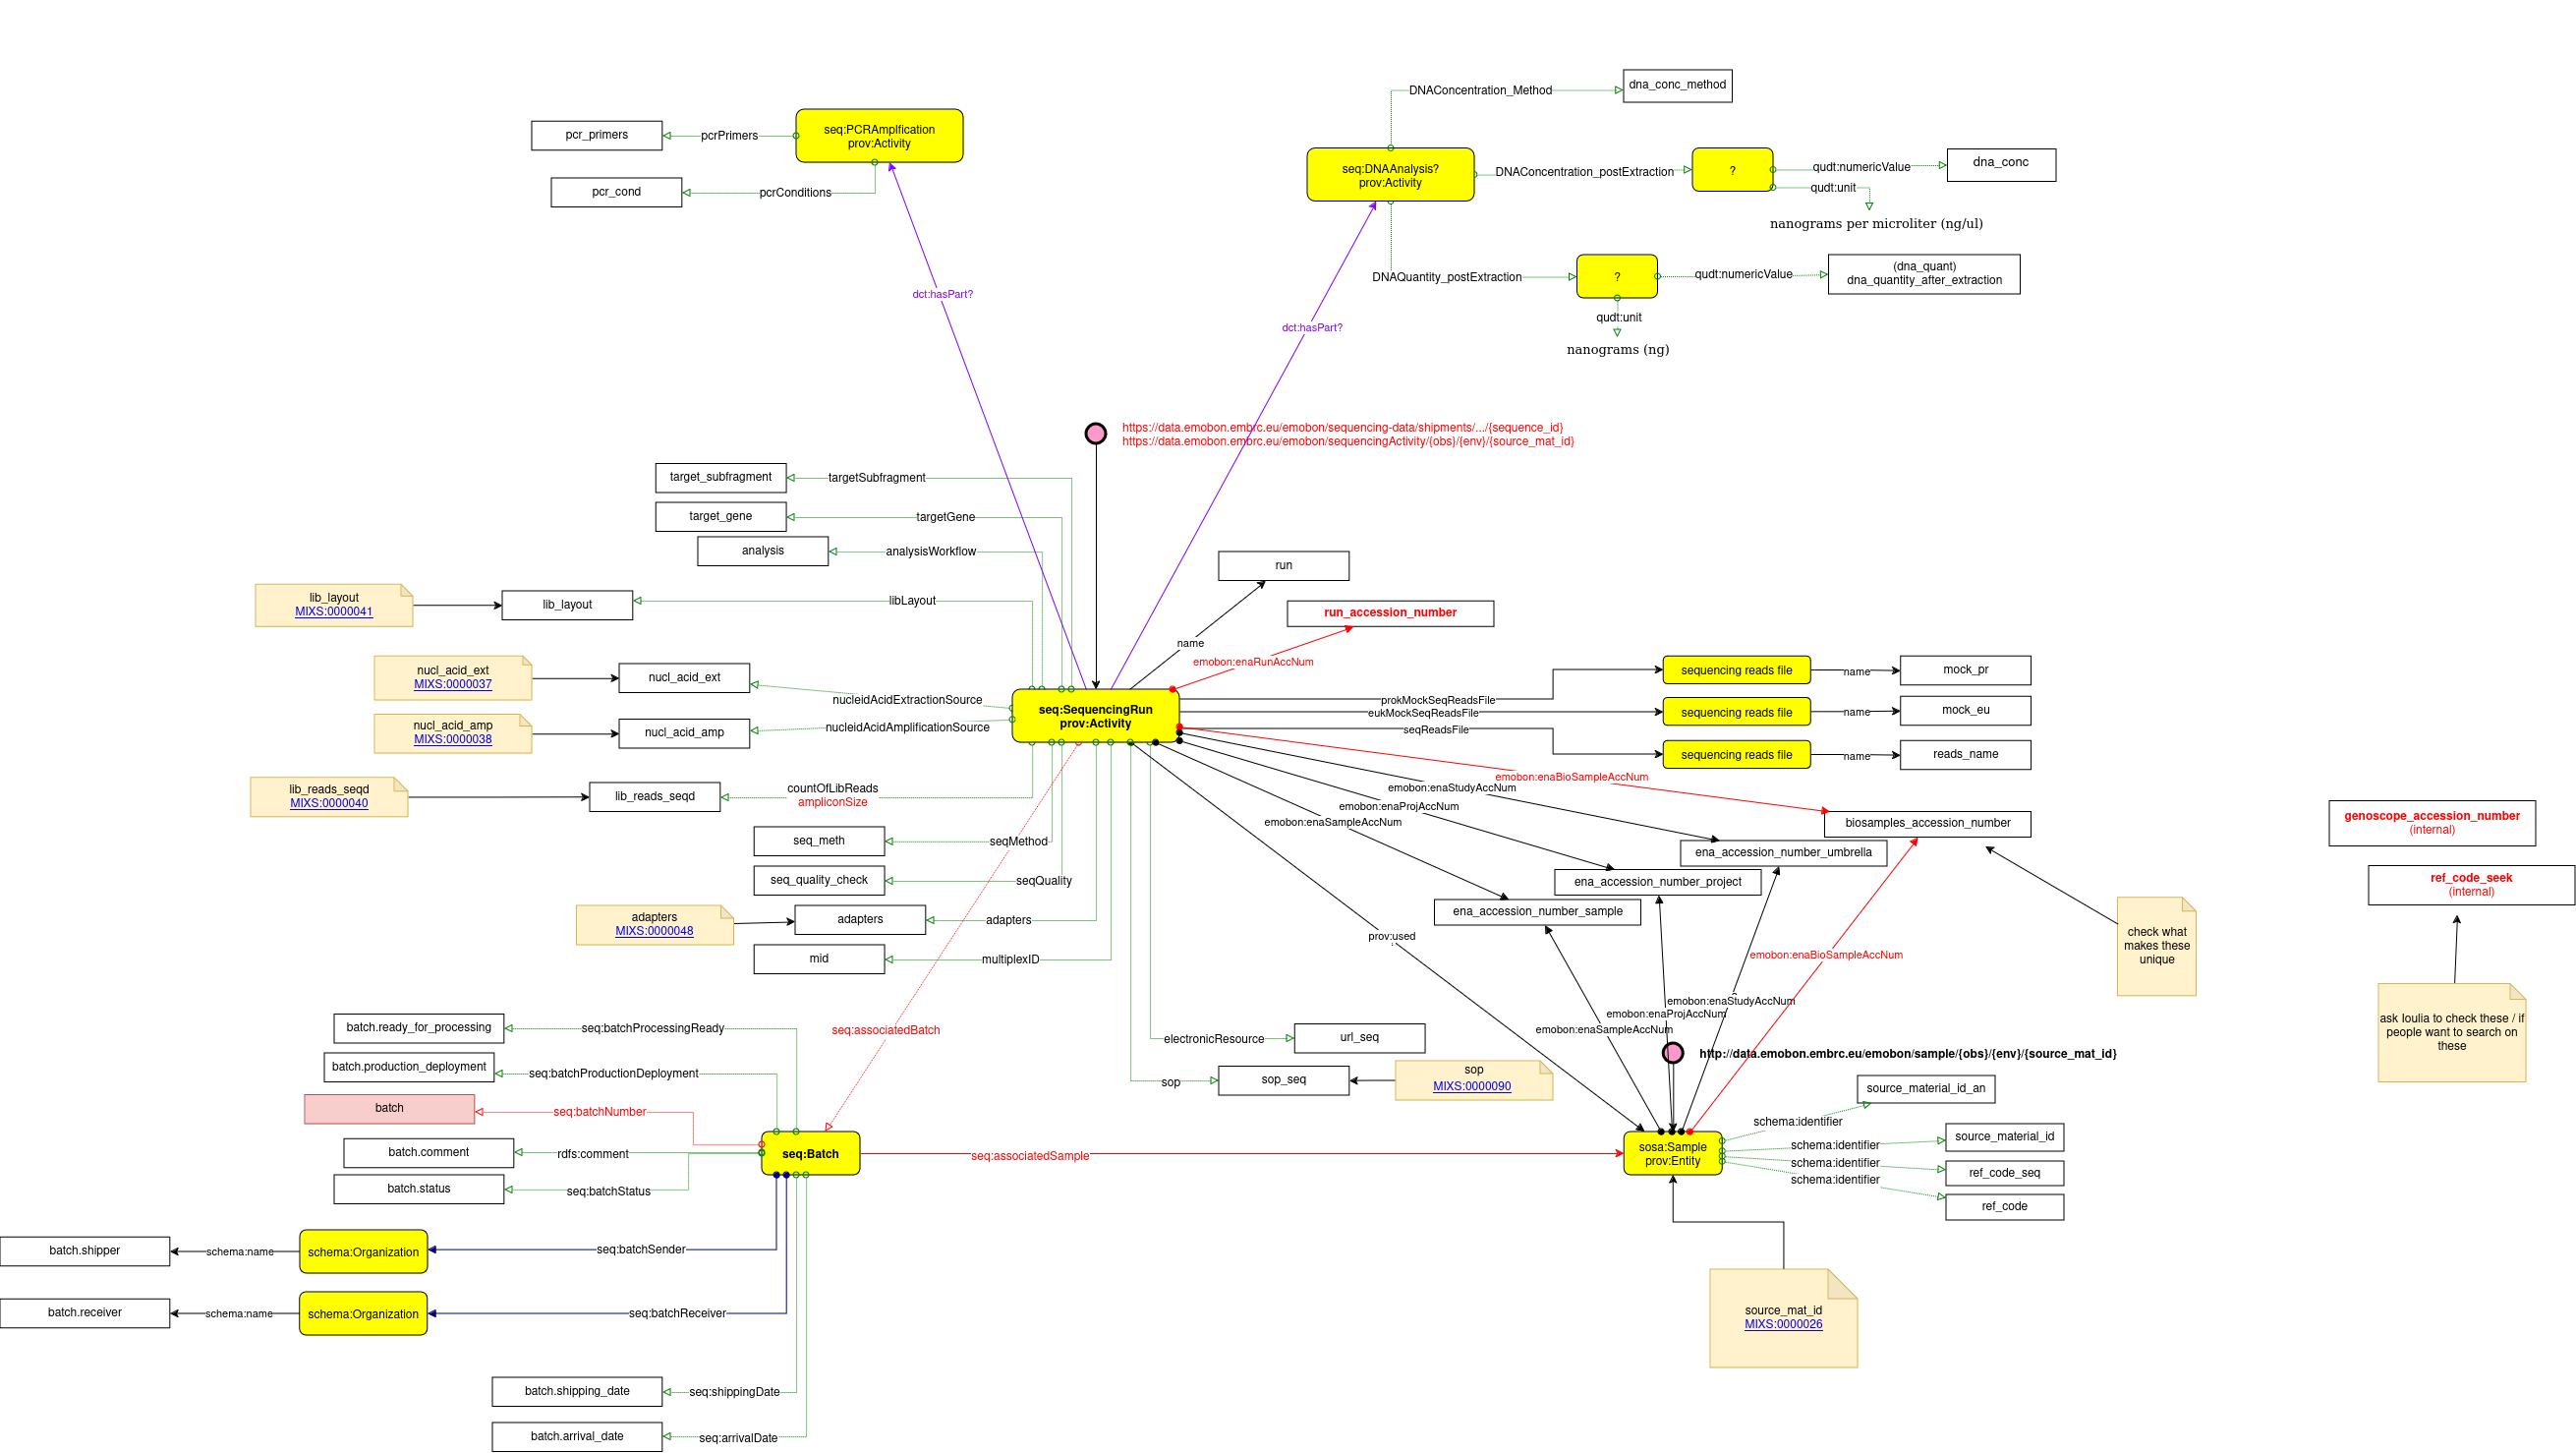 dna_conc_method
DNAConcentration_Method
seq:PCRAmplfication
prov:Activity
pcr_primers
pcrPrimers
pcr_cond
pcrConditions
seq:DNAAnalysis?
prov:Activity
DNAConcentration_postExtraction
?
qudt:numericValue
dna_conc
qudt:unit
nanograms per microliter (ng/ul)
DNAQuantity_postExtraction
?
qudt:numericValue
(dna_quant)
dna_quantity_after_extraction
qudt:unit
nanograms (ng)
dct:hasPart?
dct:hasPart?
https://data.emobon.embrc.eu/emobon/sequencing-data/shipments/.../{sequence_id}
https://data.emobon.embrc.eu/emobon/sequencingActivity/{obs}/{env}/{source_mat_id}
target_subfragment
targetSubfragment
target_gene
targetGene
analysis
analysisWorkflow
lib_layout
MIXS:0000041
lib_layout
libLayout
run
name
run_accession_number
emobon:enaRunAccNum
nucl_acid_ext
MIXS:0000037
nucl_acid_ext
nucleidAcidExtractionSource
nucl_acid_amp
MIXS:0000038
nucl_acid_amp
nucleidAcidAmplificationSource
seq:SequencingRun
prov:Activity
prokMockSeqReadsFile
eukMockSeqReadsFile
seqReadsFile
sequencing reads file
name
mock_pr
sequencing reads file
name
mock_eu
sequencing reads file
name
reads_name
lib_reads_seqd
MIXS:0000040
lib_reads_seqd
countOfLibReads
ampliconSize
seq_meth
seqMethod
seq_quality_check
seqQuality
adapters
MIXS:0000048
adapters
adapters
mid
multiplexID
emobon:enaBioSampleAccNum
emobon:enaStudyAccNum
emobon:enaProjAccNum
emobon:enaSampleAccNum
biosamples_accession_number
ena_accession_number_umbrella
ena_accession_number_project
ena_accession_number_sample
genoscope_accession_number
(internal)
ref_code_seek
(internal)
check what
makes these
unique
ask Ioulia to check these / if
people want to search on
these
prov:used
emobon:enaBioSampleAccNum
emobon:enaStudyAccNum
emobon:enaProjAccNum
emobon:enaSampleAccNum
seq:associatedBatch
electronicResource
url_seq
sop
sop_seq
sop
MIXS:0000090
http://data.emobon.embrc.eu/emobon/sample/{obs}/{env}/{source_mat_id}
batch.ready_for_processing
seq:batchProcessingReady
batch.production_deployment
seq:batchProductionDeployment
batch
seq:batchNumber
batch.comment
rdfs:comment
batch.status
seq:batchStatus
seq:Batch
seq:associatedSample
sosa:Sample
prov:Entity
schema:identifier
source_material_id_an
schema:identifier
source_material_id
schema:identifier
ref_code_seq
schema:identifier
ref_code
batch.shipper
schema:name
schema:Organization
seq:batchSender
batch.receiver
schema:name
schema:Organization
seq:batchReceiver
source_mat_id
MIXS:0000026
batch.shipping_date
seq:shippingDate
batch.arrival_date
seq:arrivalDate